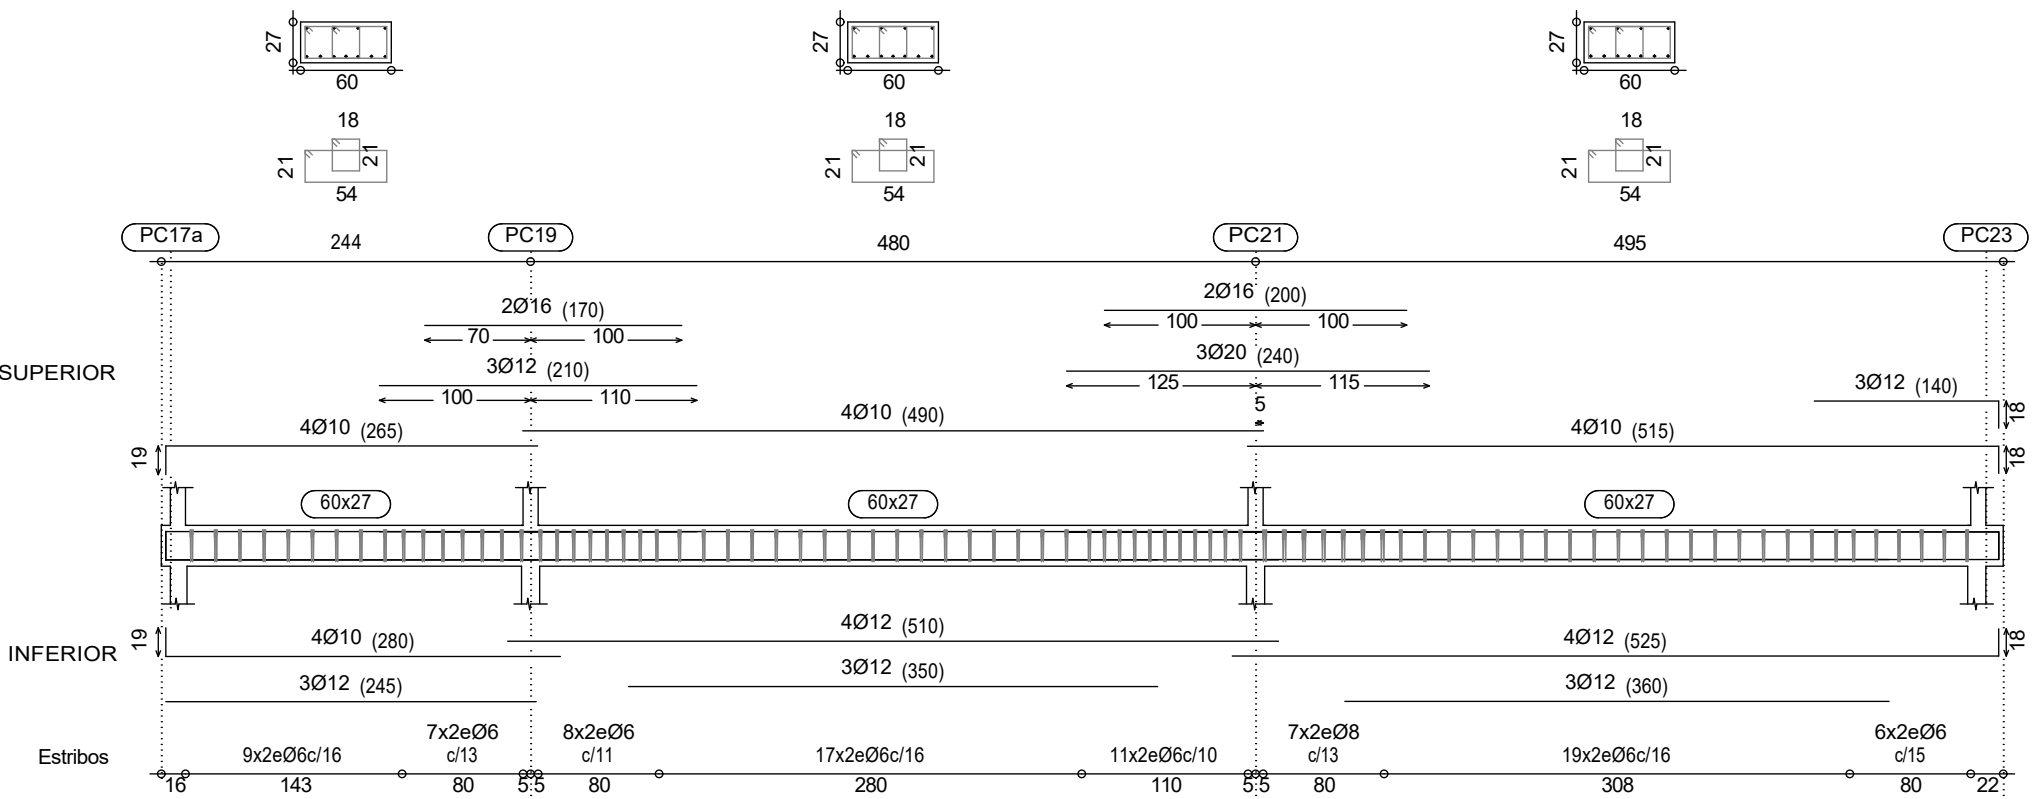 27 27 27
60 60 60
18 18 18
21 21 21 21 21 21
54 54 54
PC17a 244 PC19 480 PC21 495 PC23
2Ø16 (170) 2Ø16 (200)
70 100 100 100
SUPERIOR 3Ø12 (210) 3Ø20 (240) 3Ø12 (140)
100 110 125 115 18
5
4Ø10 (265) 4Ø10 (490) 4Ø10 (515)
19 18
60x27 60x27 60x27
INFERIOR 19 4Ø10 (280) 4Ø12 (510) 4Ø12 (525) 18
3Ø12 (245) 3Ø12 (350) 3Ø12 (360)
Estribos 9x2eØ6c/16 7x2eØ6 c/13 8x2eØ6 c/11 17x2eØ6c/16 11x2eØ6c/10 7x2eØ8 c/13 19x2eØ6c/16 6x2eØ6 c/15
16 143 80 5 5 80 280 110 5 5 80 308 80 22